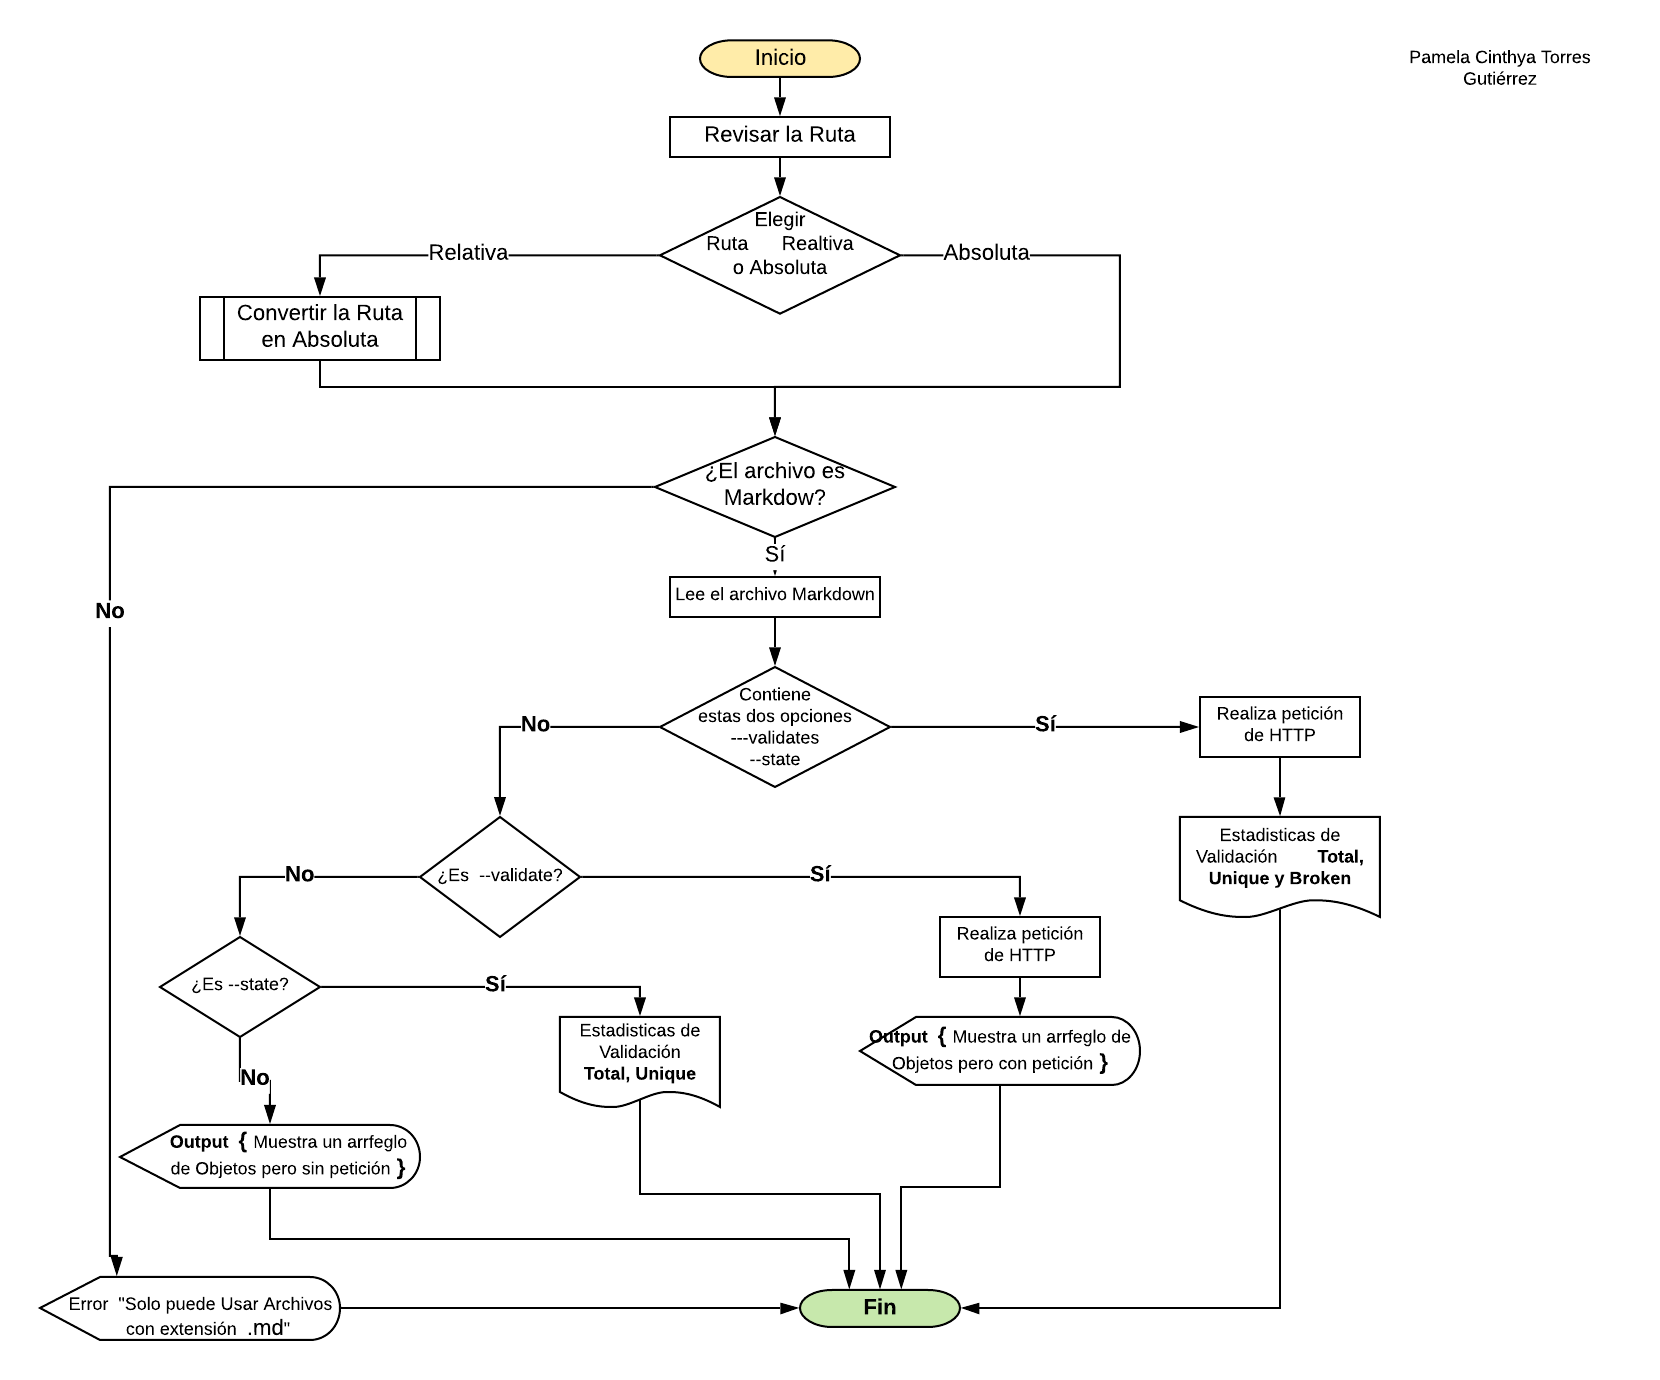 Inicio
Pamela Cinthya Torres
Gutiérrez
Revisar la Ruta
Elegir
Ruta Realtiva
o Absoluta
Relativa
Absoluta
Convertir la Ruta
en Absoluta
¿El archivo es
Markdow?
Sí
No
Lee el archivo Markdown
Contiene
estas dos opciones
---validates
--state
No
Sí
Realiza petición
de HTTP
Estadisticas de
Validación Total,
Unique y Broken
¿Es --validate?
No
Sí
Realiza petición
de HTTP
¿Es --state?
Sí
No
Estadisticas de
Validación
Total, Unique
Output { Muestra un arrfeglo de
Objetos pero con petición }
Output { Muestra un arrfeglo
de Objetos pero sin petición }
Error "Solo puede Usar Archivos
con extensión .md"
Fin